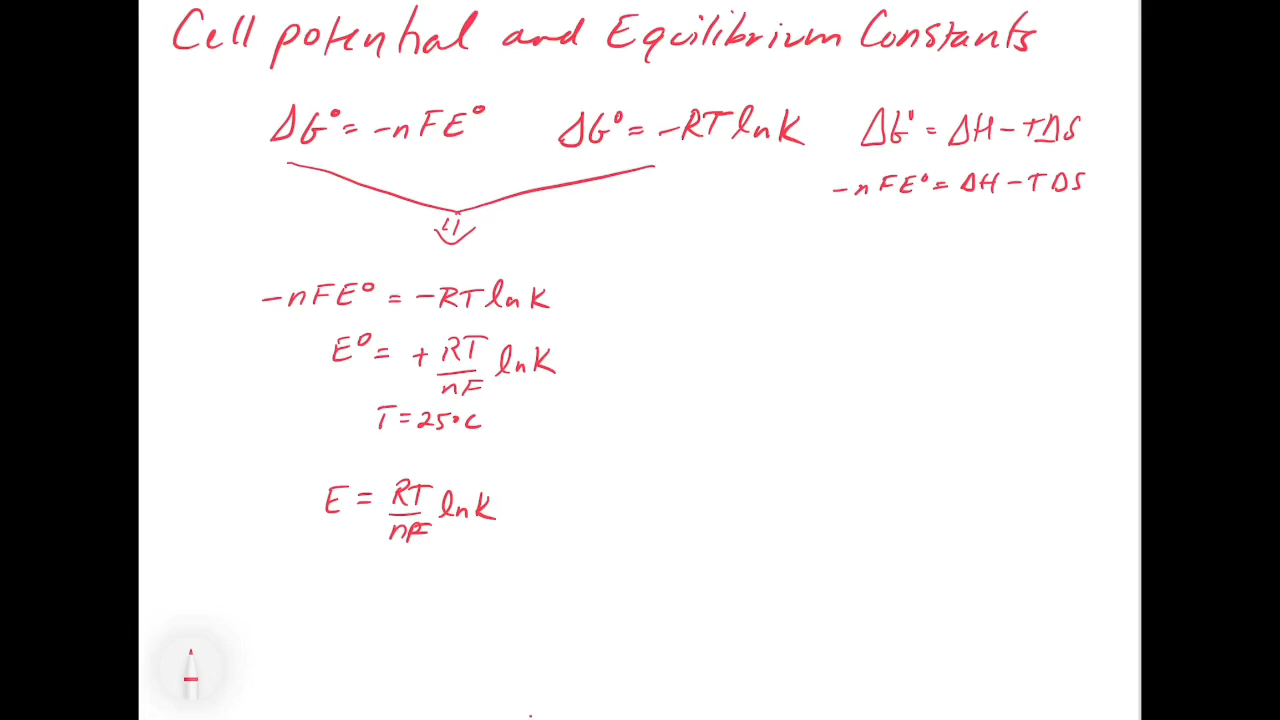 Cell potential and Equilibrium Constants
ΔG° = -nFE° ΔG° = -RT ln K ΔG° = ΔH - TΔS
-nFE° = ΔH - TΔS
-nFE° = -RT ln K
E° = + RT/nF ln K
T = 25°C
E = RT/nF ln K